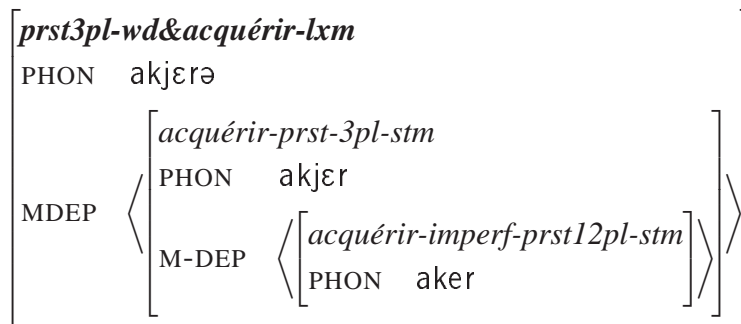 prst3pl-wd&acquérir-lxm
PHON akjɛrə
acquérir-prst-3pl-stm
PHON akjɛr
MDEP
acquérir-imperf-prst12pl-stm
M-DEP
PHON aker